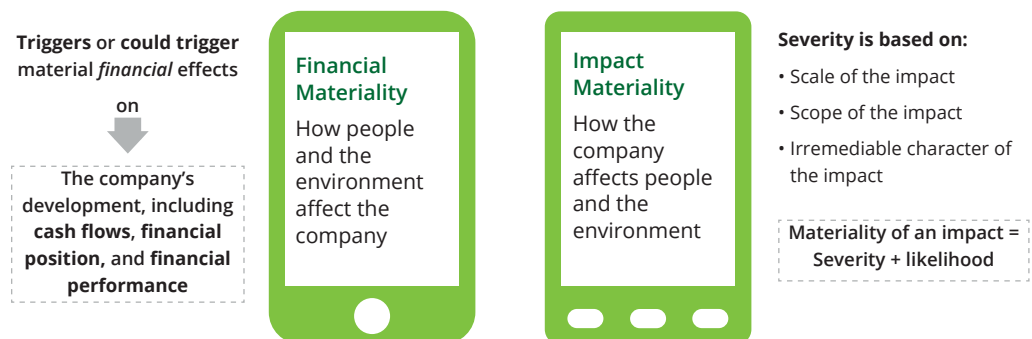 Triggers or could trigger
material financial effects
on
The company’s
development, including
cash flows, financial
position, and financial
performance
Financial
Materiality
How people
and the
environment
affect the
company
Impact
Materiality
How the
company
affects people
and the
environment
Severity is based on:
• Scale of the impact
• Scope of the impact
• Irremediable character of
the impact
Materiality of an impact =
Severity + likelihood